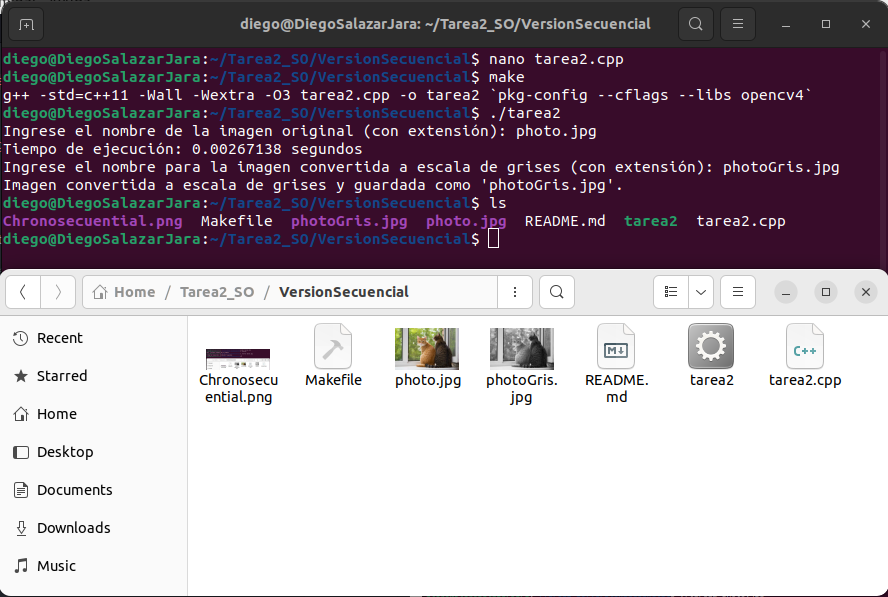 diego@DiegoSalazarJara: ~/Tarea2_SO/VersionSecuencial
diego@DiegoSalazarJara:~/Tarea2_SO/VersionSecuencial$ nano tarea2.cpp
diego@DiegoSalazarJara:~/Tarea2_SO/VersionSecuencial$ make
g++ -std=c++11 -Wall -Wextra -O3 tarea2.cpp -o tarea2 `pkg-config --cflags --libs opencv4`
diego@DiegoSalazarJara:~/Tarea2_SO/VersionSecuencial$ ./tarea2
Ingrese el nombre de la imagen original (con extensión): photo.jpg
Tiempo de ejecución: 0.00267138 segundos
Ingrese el nombre para la imagen convertida a escala de grises (con extensión): photoGris.jpg
Imagen convertida a escala de grises y guardada como 'photoGris.jpg'.
diego@DiegoSalazarJara:~/Tarea2_SO/VersionSecuencial$ ls
Chronosecuential.png Makefile photoGris.jpg photo.jpg README.md tarea2 tarea2.cpp
diego@DiegoSalazarJara:~/Tarea2_SO/VersionSecuencial$
Home / Tarea2_SO / VersionSecuencial
Recent
Starred
Home
Desktop
Documents
Downloads
Music
Chronosecu
ential.png
Makefile
photo.jpg
photoGris.
jpg
README.
md
tarea2
C++
tarea2.cpp